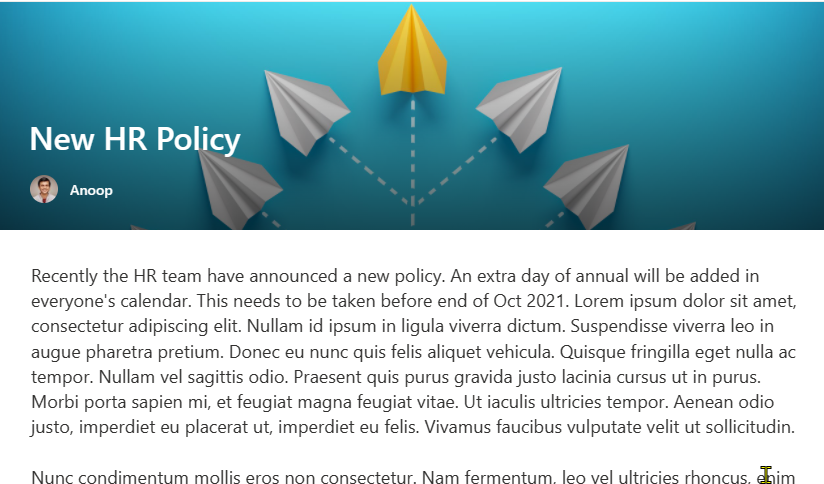 New HR Policy
Anoop
Recently the HR team have announced a new policy. An extra day of annual will be added in
everyone's calendar. This needs to be taken before end of Oct 2021. Lorem ipsum dolor sit amet,
consectetur adipiscing elit. Nullam id ipsum in ligula viverra dictum. Suspendisse viverra leo in
augue pharetra pretium. Donec eu nunc quis felis aliquet vehicula. Quisque fringilla eget nulla ac
tempor. Nullam vel sagittis odio. Praesent quis purus gravida justo lacinia cursus ut in purus.
Morbi porta sapien mi, et feugiat magna feugiat vitae. Ut iaculis ultricies tempor. Aenean odio
justo, imperdiet eu placerat ut, imperdiet eu felis. Vivamus faucibus vulputate velit ut sollicitudin.
Nunc condimentum mollis eros non consectetur. Nam fermentum, leo vel ultricies rhoncus, enim